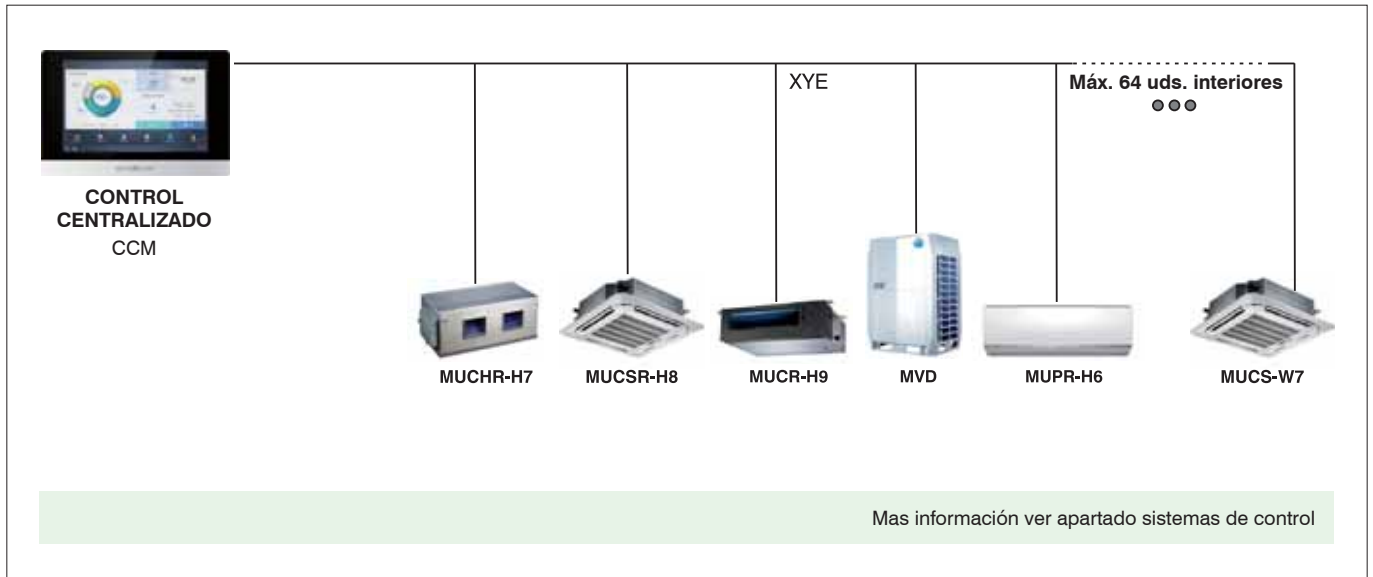 XYE
Máx. 64 uds. interiores
CONTROL
CENTRALIZADO
CCM
MUCHR-H7
MUCSR-H8
MUCR-H9
MVD
MUPR-H6
MUCS-W7
Mas información ver apartado sistemas de control